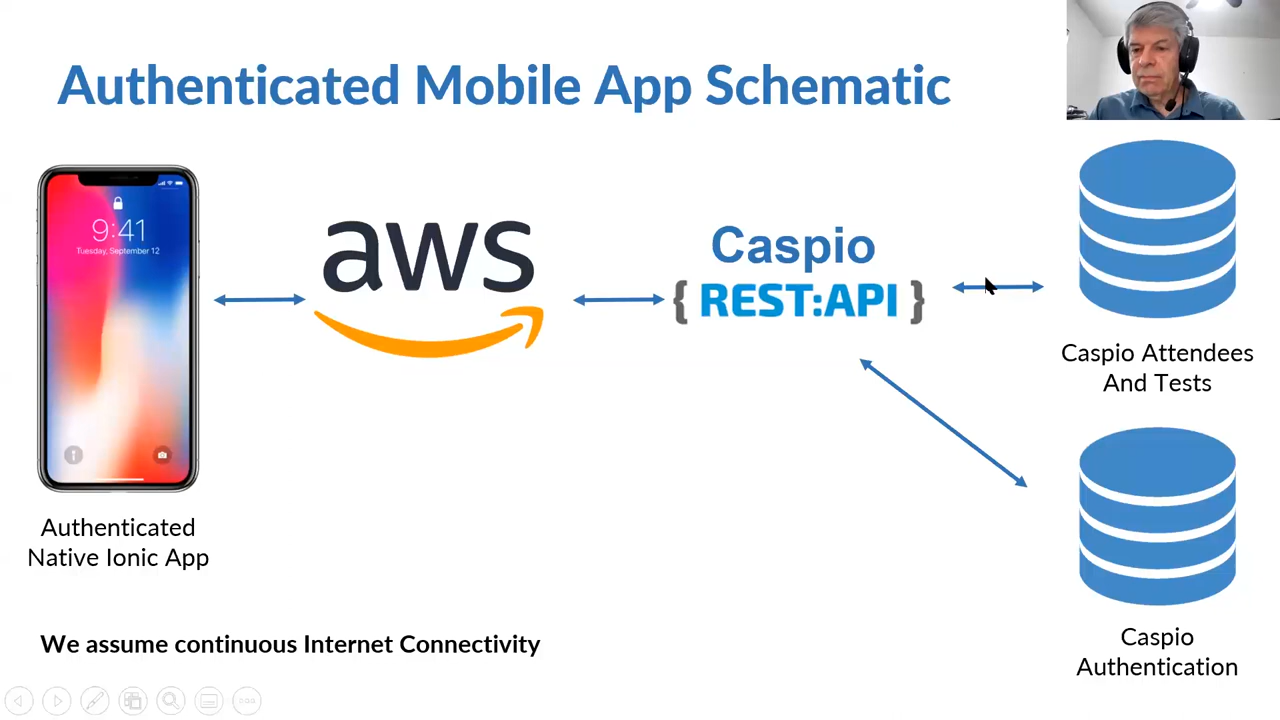 Authenticated Mobile App Schematic
9:41
Tuesday, September 12
aws
Caspio
{ REST:API }
Caspio Attendees
And Tests
Authenticated
Native Ionic App
Caspio
Authentication
We assume continuous Internet Connectivity